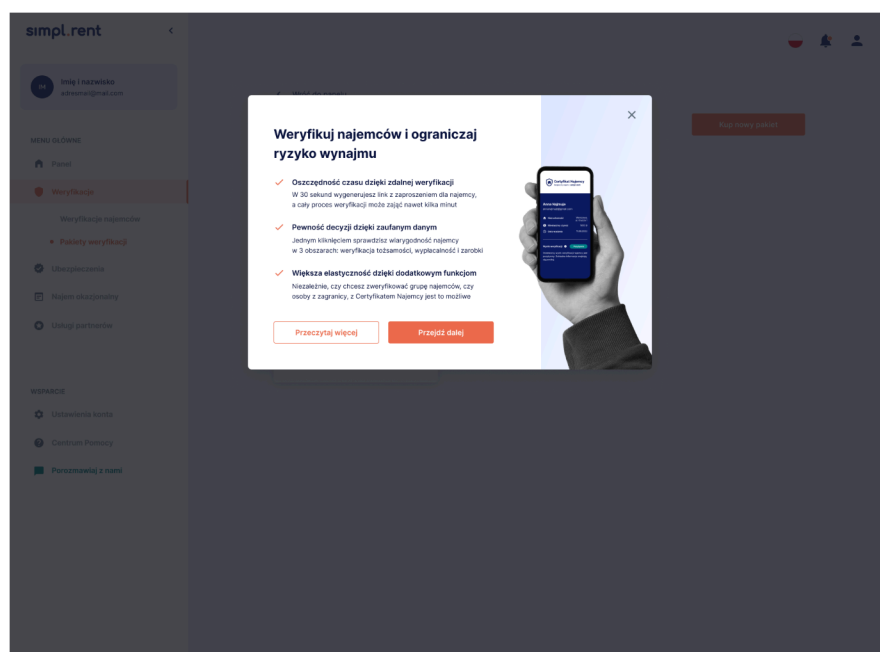 sımpl.rent
IM
Imię i nazwisko
adresmail@mail.com
MENU GŁÓWNE
Panel
Weryfikacje
Weryfikacje najemców
Pakiety weryfikacji
Ubezpieczenia
Najem okazjonalny
Usługi partnerów
WSPARCIE
Ustawienia konta
Centrum Pomocy
Porozmawiaj z nami
Kup nowy pakiet
Weryfikuj najemców i ograniczaj
ryzyko wynajmu
Oszczędność czasu dzięki zdalnej weryfikacji
W 30 sekund wygenerujesz link z zaproszeniem dla najemcy,
a cały proces weryfikacji może zająć nawet kilka minut
Pewność decyzji dzięki zaufanym danym
Jednym kliknięciem sprawdzisz wiarygodność najemcy
w 3 obszarach: weryfikacja tożsamości, wypłacalność i zarobki
Większa elastyczność dzięki dodatkowym funkcjom
Niezależnie, czy chcesz zweryfikować grupę najemców, czy
osoby z zagranicy, z Certyfikatem Najemcy jest to możliwe
Przeczytaj więcej
Przejdź dalej
Certyfikat Najemcy